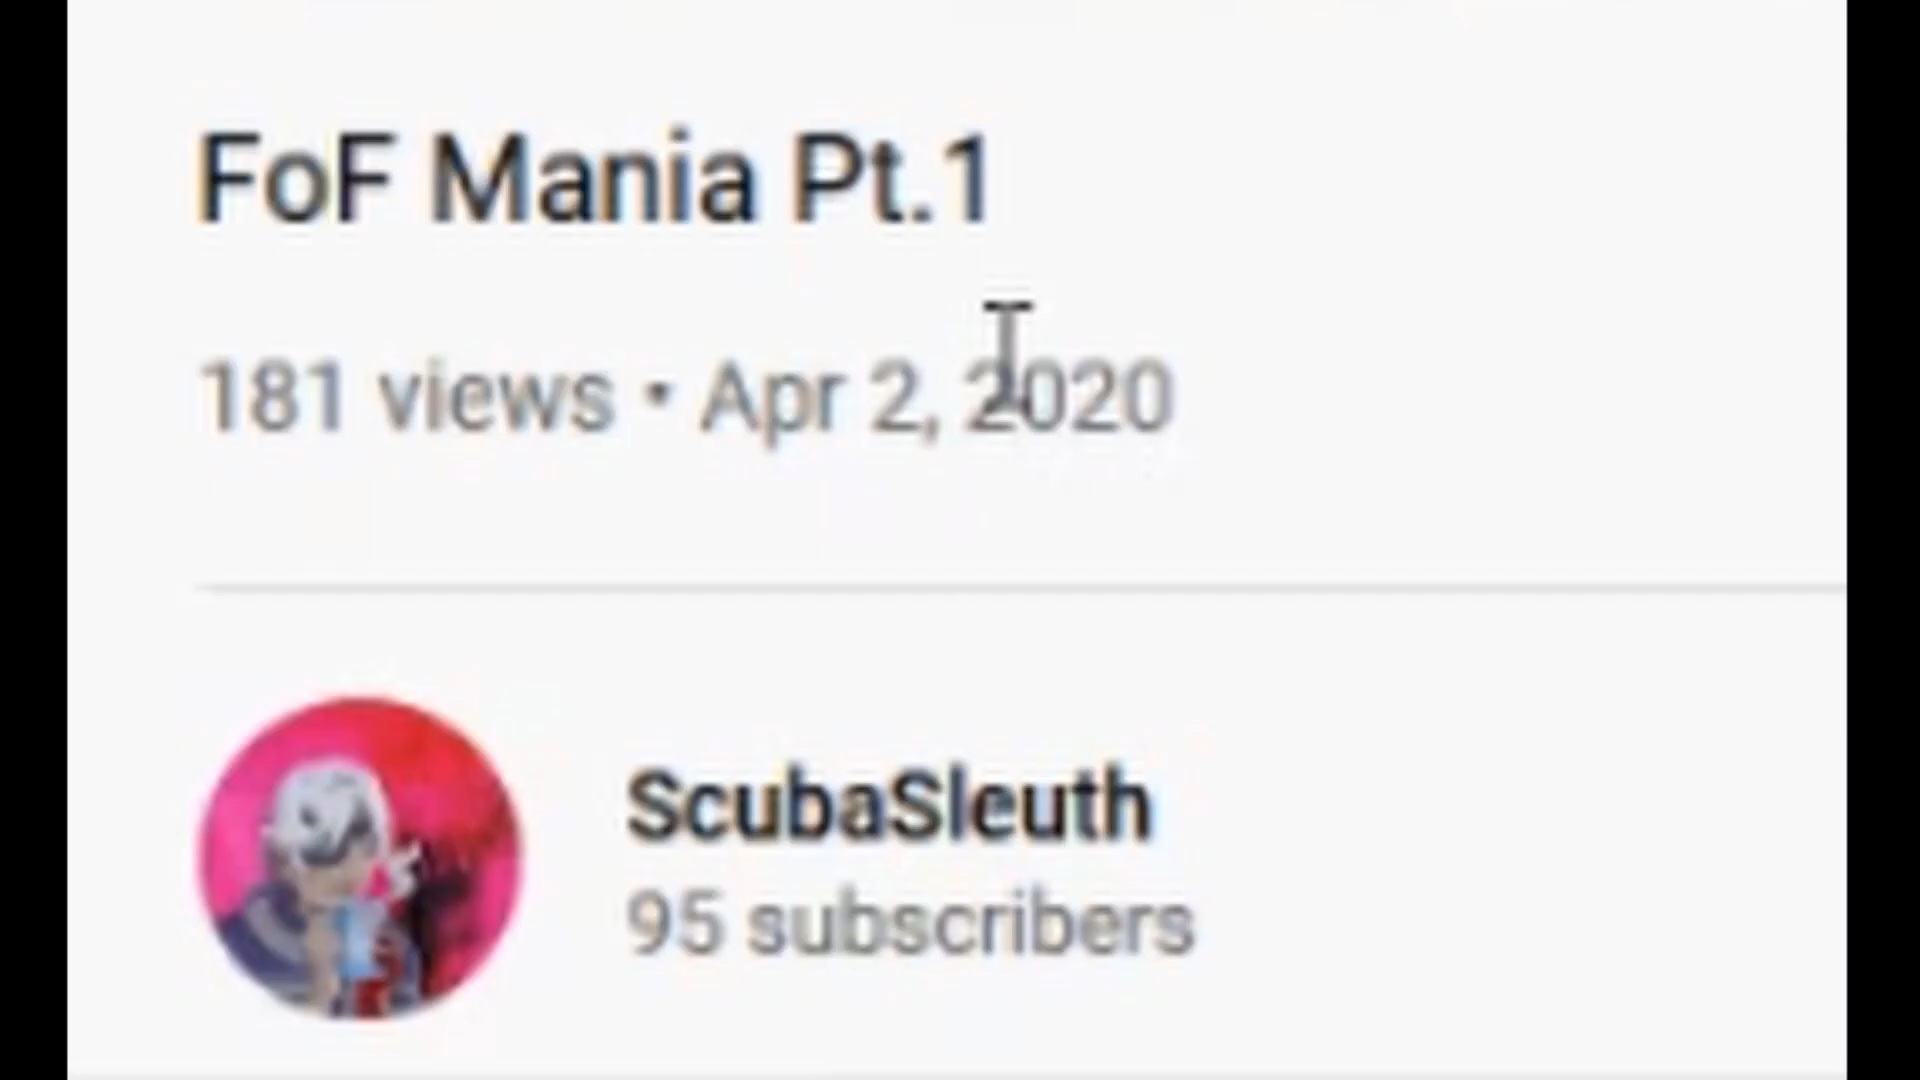 FoF Mania Pt.1
181 views • Apr 2, 2020
ScubaSleuth
95 subscribers